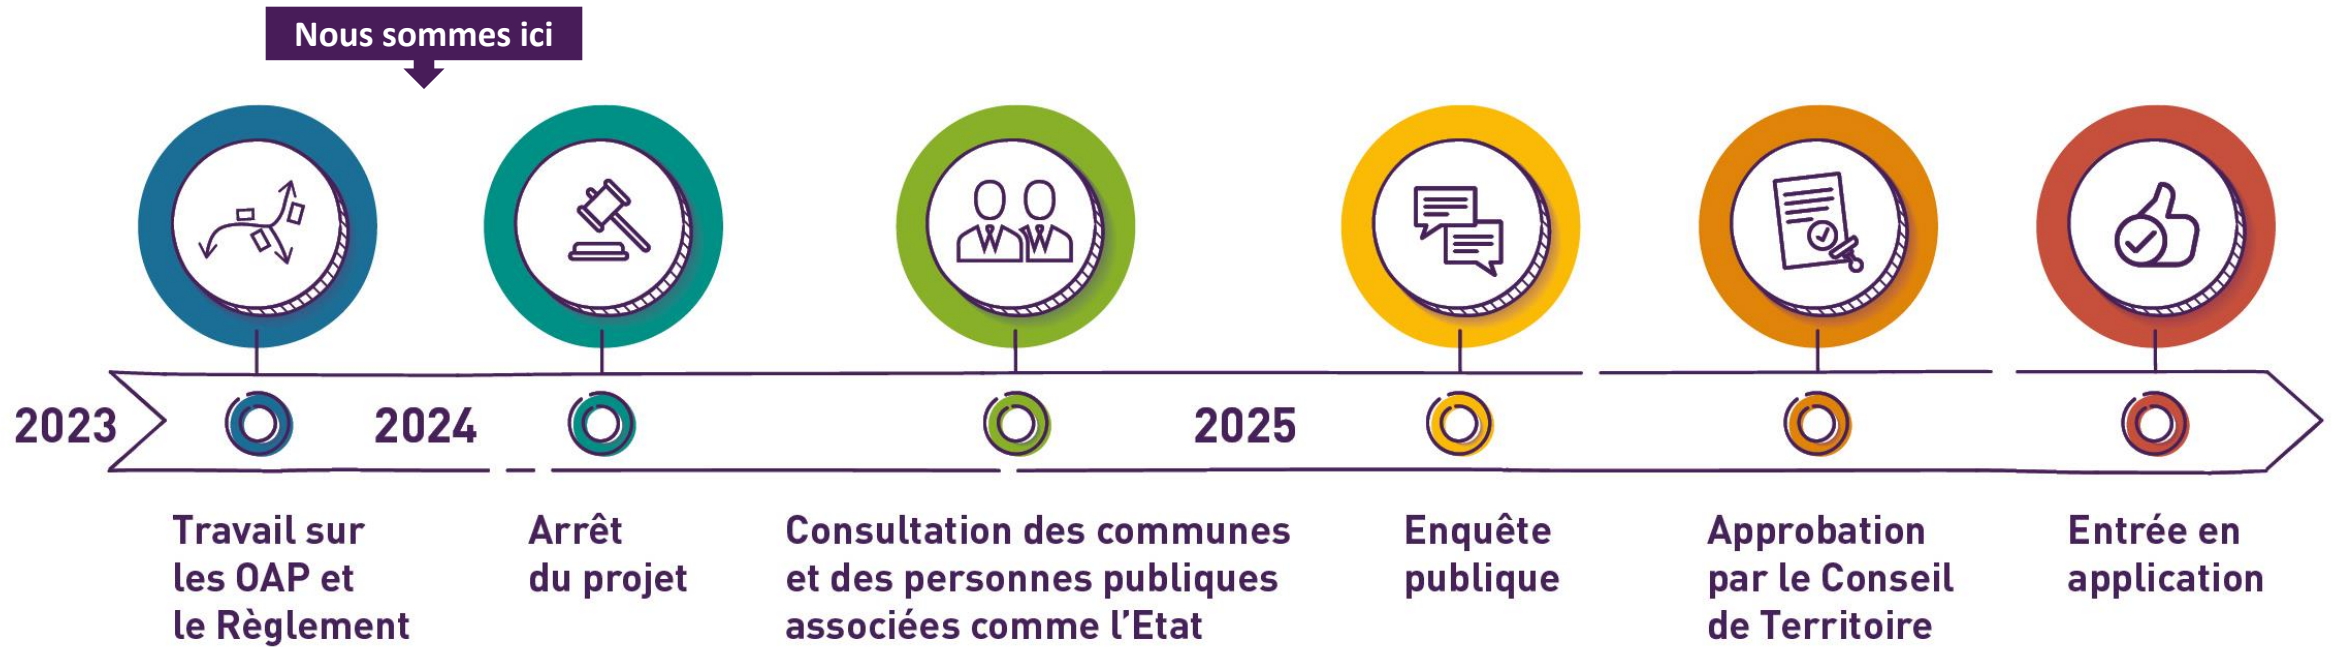 Nous sommes ici
2023
2024
2025
Travail sur
les OAP et
le Règlement
Arrêt
du projet
Consultation des communes
et des personnes publiques
associées comme l'Etat
Enquête
publique
Approbation
par le Conseil
de Territoire
Entrée en
application